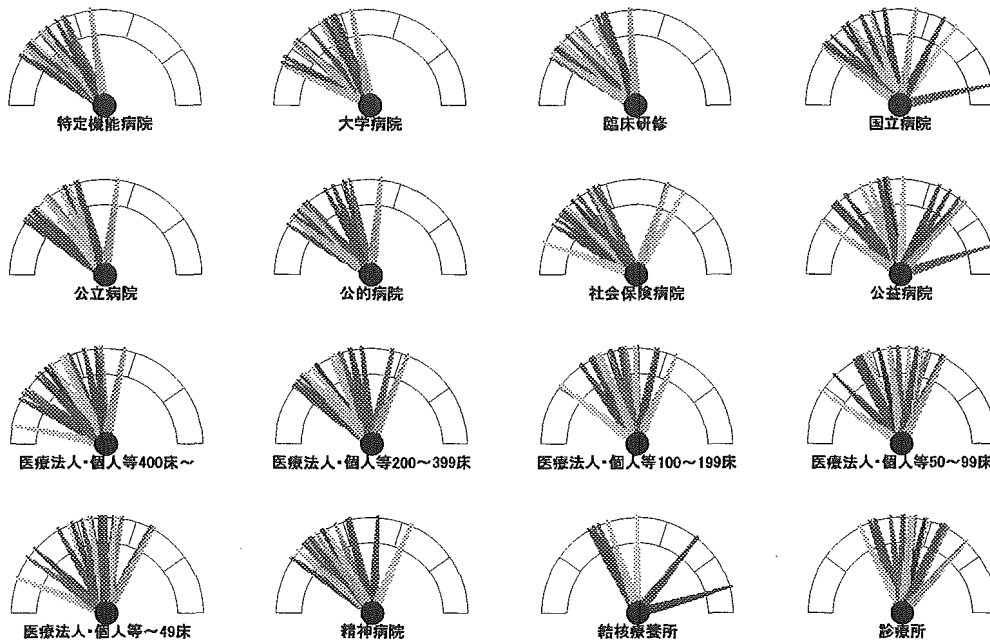 特定機能病院
大学病院
臨床研修
国立病院
公立病院
公的病院
社会保険病院
公益病院
医療法人・個人等400床～
医療法人・個人等200～399床
医療法人・個人等100～199床
医療法人・個人等50～99床
医療法人・個人等～49床
精神病院
結核療養所
診療所